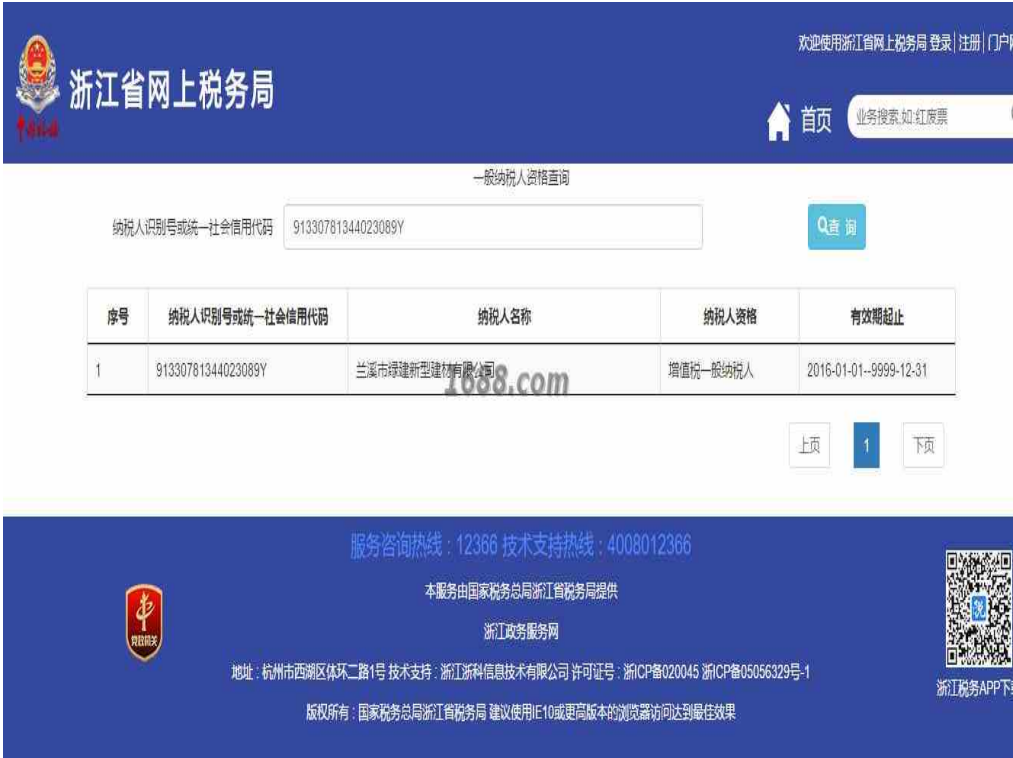 欢迎使用浙江省网上税务局 登录|注册|门户
浙江省网上税务局
首页
业务搜索,如:红废票
一般纳税人资格查询
纳税人识别号或统一社会信用代码 91330781344023089Y 查 询
序号 纳税人识别号或统一社会信用代码 纳税人名称 纳税人资格 有效期起止
1 91330781344023089Y 兰溪市绿建新型建材有限公司 增值税一般纳税人 2016-01-01--9999-12-31
1688.com
上页 1 下页
服务咨询热线 : 12366 技术支持热线 : 4008012366
本服务由国家税务总局浙江省税务局提供
浙江政务服务网
党政机关
地址 : 杭州市西湖区体环二路1号 技术支持 : 浙江浙科信息技术有限公司 许可证号 : 浙ICP备020045 浙ICP备05056329号-1
版权所有 : 国家税务总局浙江省税务局 建议使用IE10或更高版本的浏览器访问达到最佳效果
税
浙江税务APP下